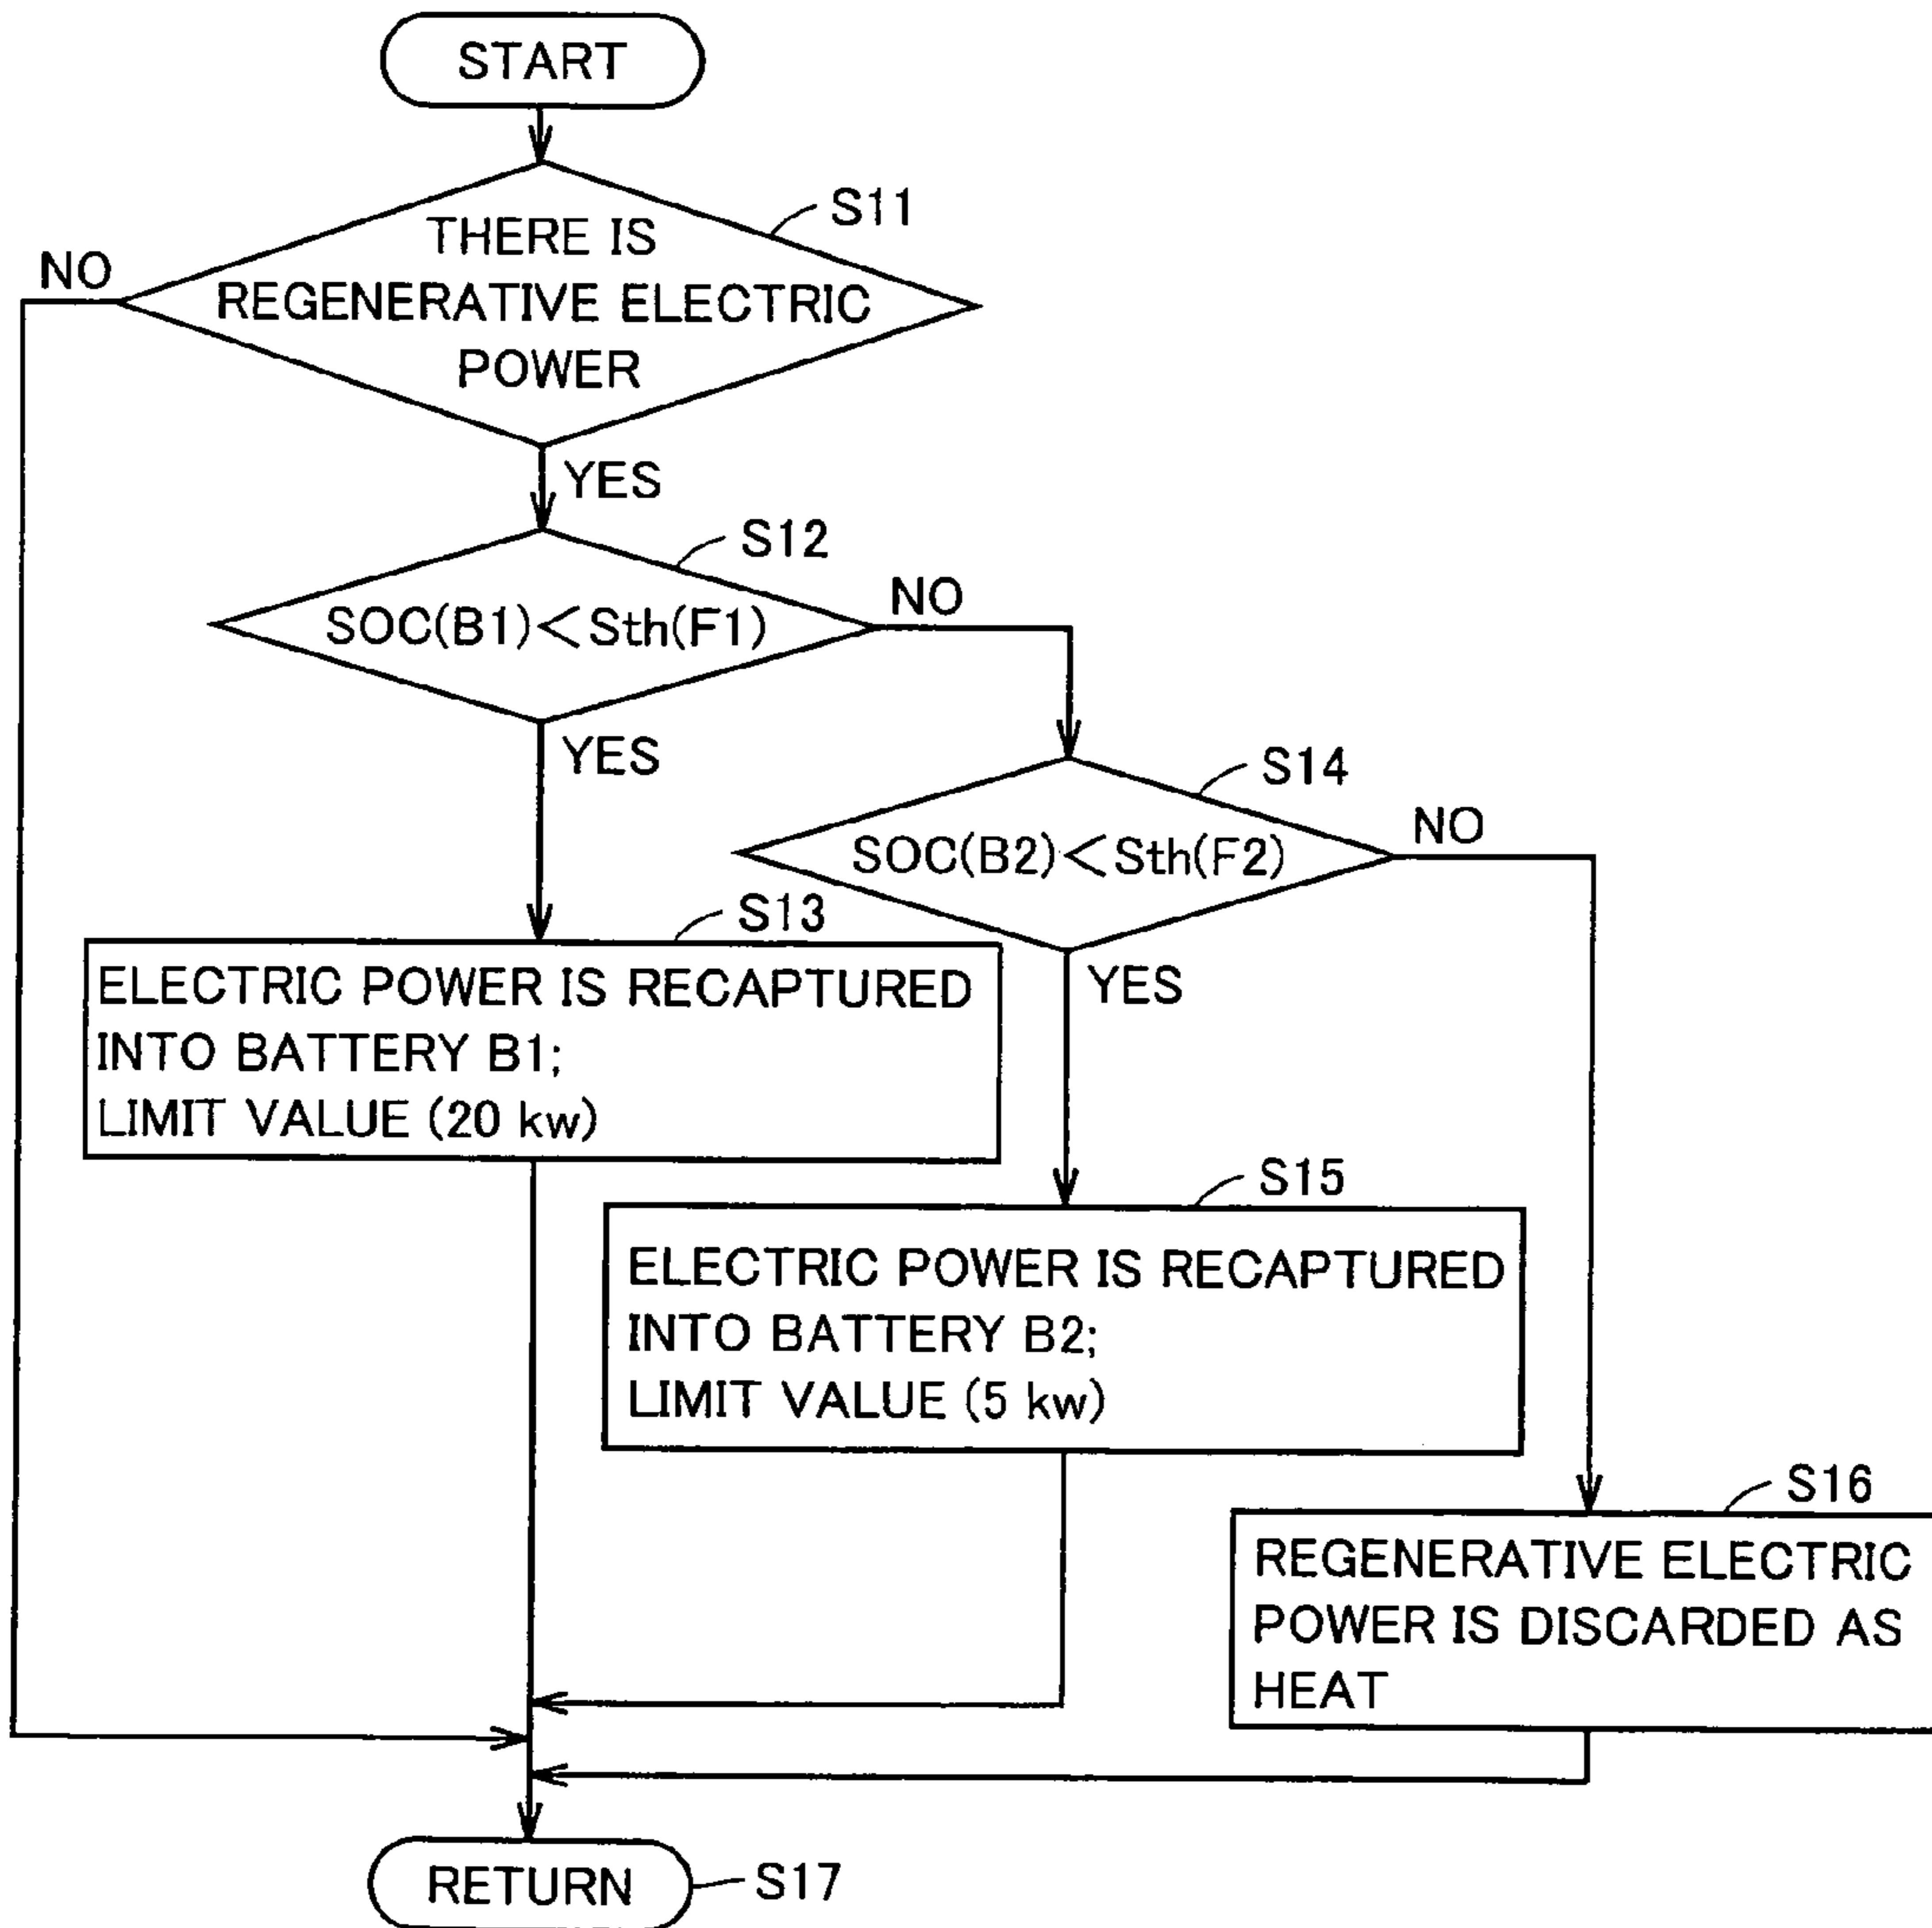 START
S11
THERE IS
REGENERATIVE ELECTRIC
POWER
NO
YES
S12
SOC(B1)<Sth(F1)
NO
YES
S14
SOC(B2)<Sth(F2)
NO
YES
S13
ELECTRIC POWER IS RECAPTURED
INTO BATTERY B1;
LIMIT VALUE (20 kw)
S15
ELECTRIC POWER IS RECAPTURED
INTO BATTERY B2;
LIMIT VALUE (5 kw)
S16
REGENERATIVE ELECTRIC
POWER IS DISCARDED AS
HEAT
RETURN
S17